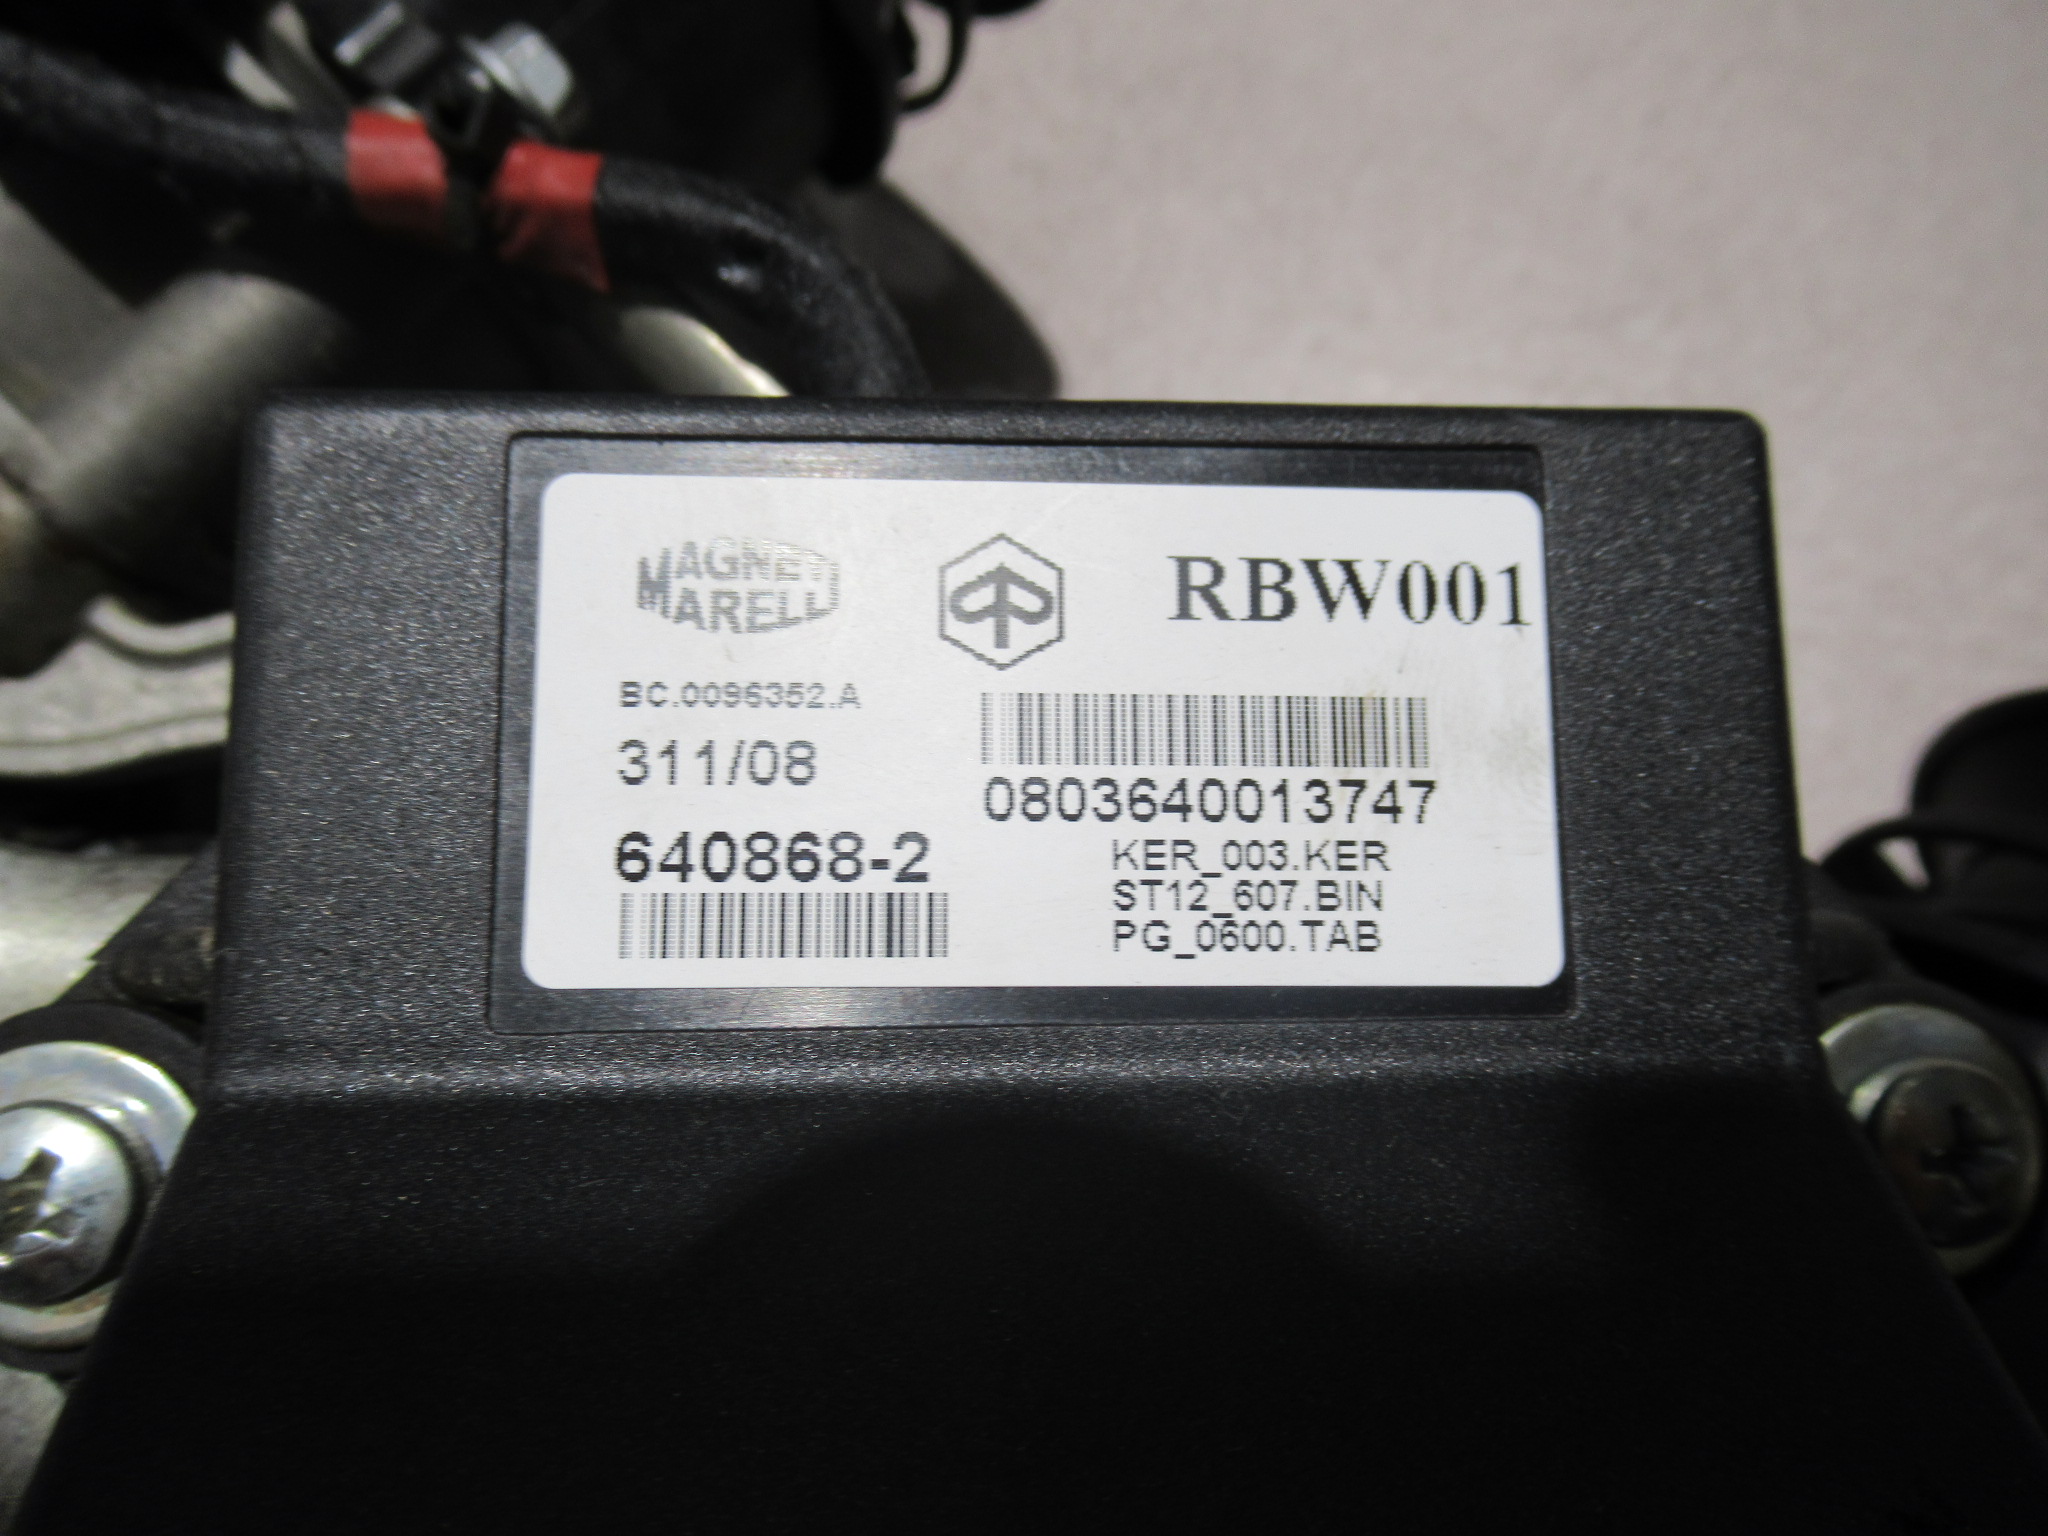 MAGNETI
MARELLI
RBW001
BC.0096352.A
311/08
0803640013747
640868-2
KER_003.KER
ST12_607.BIN
PG_0600.TAB